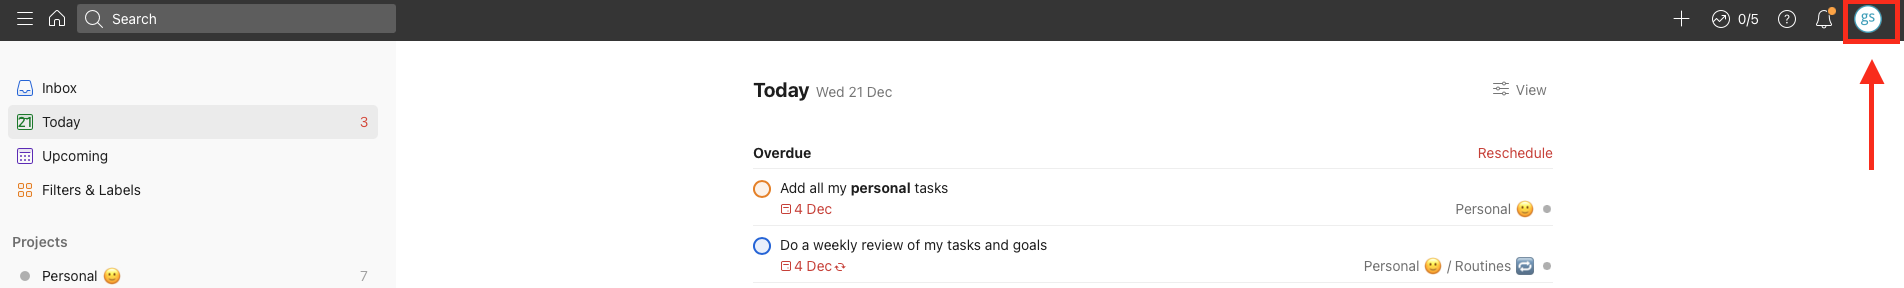 Search
0/5
?
gs
Inbox
21 Today 3
Upcoming
Filters & Labels
Projects
Personal 🙂 7
Today Wed 21 Dec
View
Overdue
Reschedule
Add all my personal tasks
4 Dec
Personal 🙂
Do a weekly review of my tasks and goals
4 Dec
Personal 🙂 / Routines 🔁